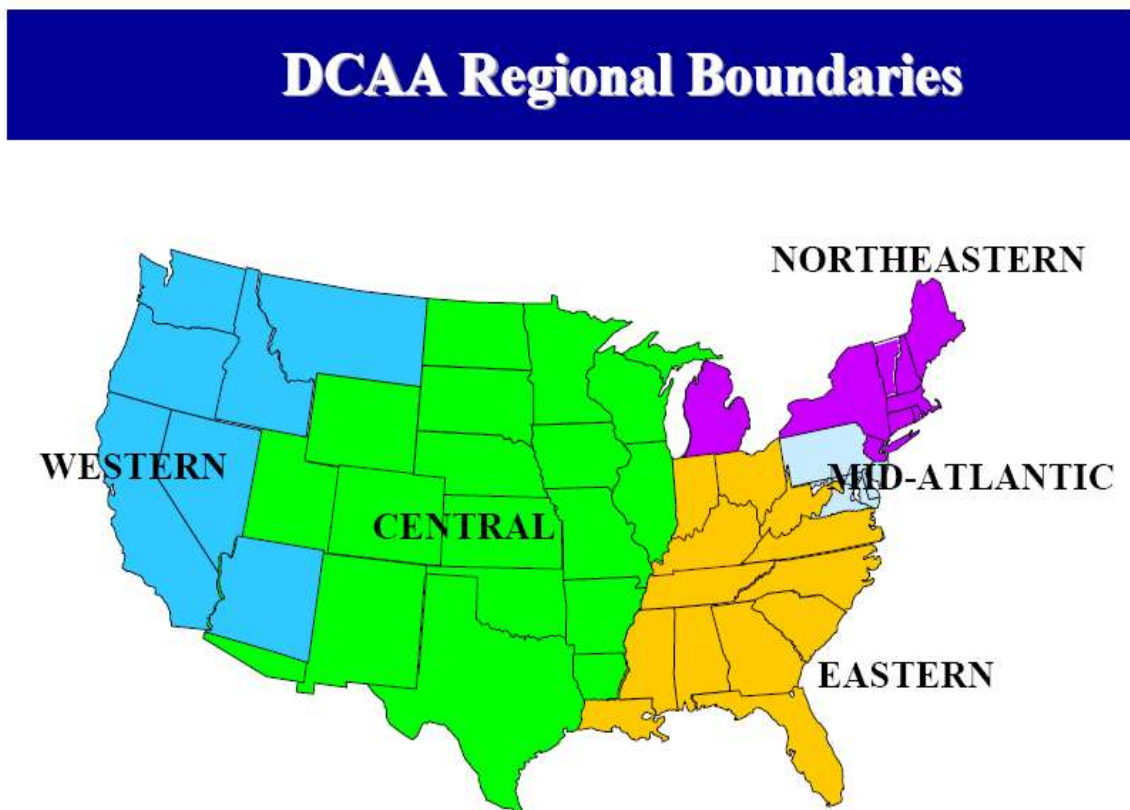 DCAA Regional Boundaries
NORTHEASTERN
WESTERN
MID-ATLANTIC
CENTRAL
EASTERN